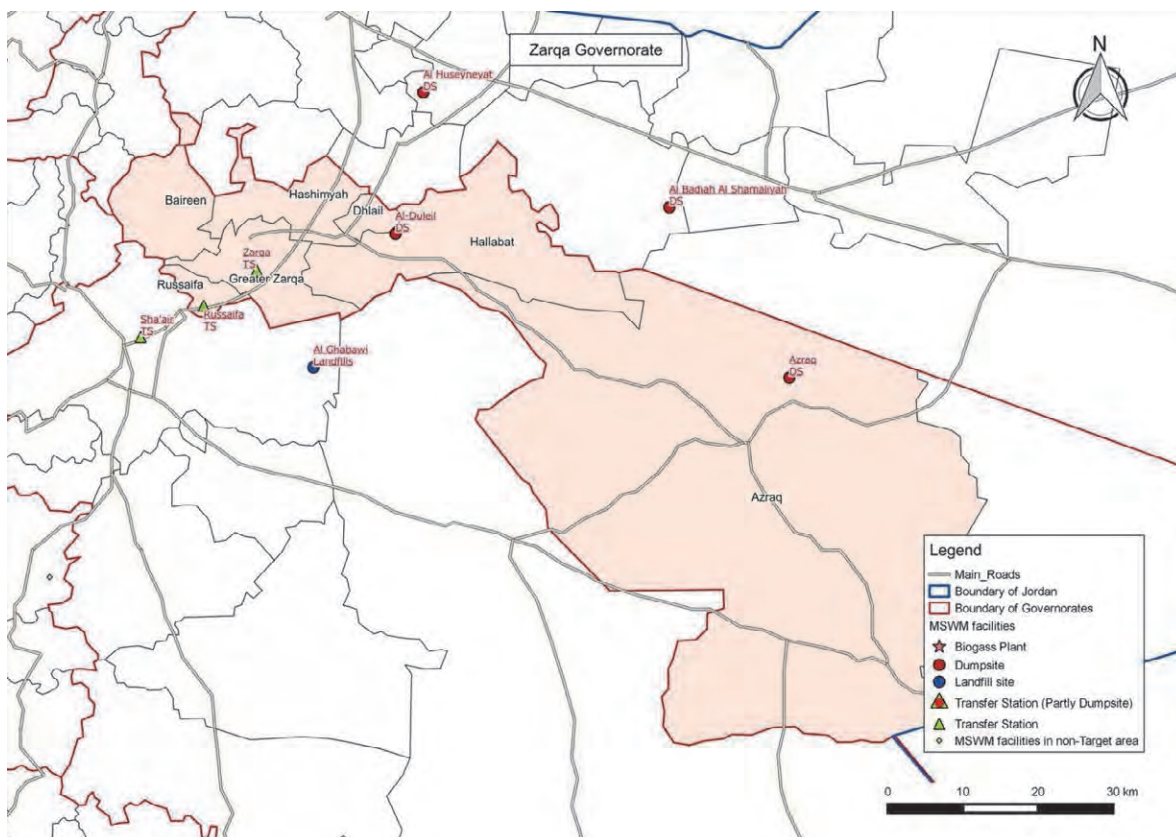 Zarqa Governorate
N
Al Huseyneyat
DS
Al Badiah Al Shamaliyah
DS
Baireen
Hashimyah
Dhlail
Al-Duleil
DS
Hallabat
Zarqa
TS
Russaifa
Greater Zarqa
Russaifa
TS
Sha'air
TS
Al Ghabawi
Landfills
Azraq
DS
Azraq
Legend
Main_Roads
Boundary of Jordan
Boundary of Governorates
MSWM facilities
Biogass Plant
Dumpsite
Landfill site
Transfer Station (Partly Dumpsite)
Transfer Station
MSWM facilities in non-Target area
0 10 20 30 km